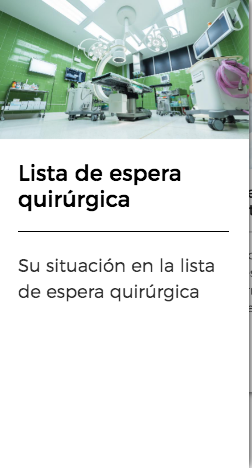 Lista de espera
quirúrgica
Su situación en la lista
de espera quirúrgica